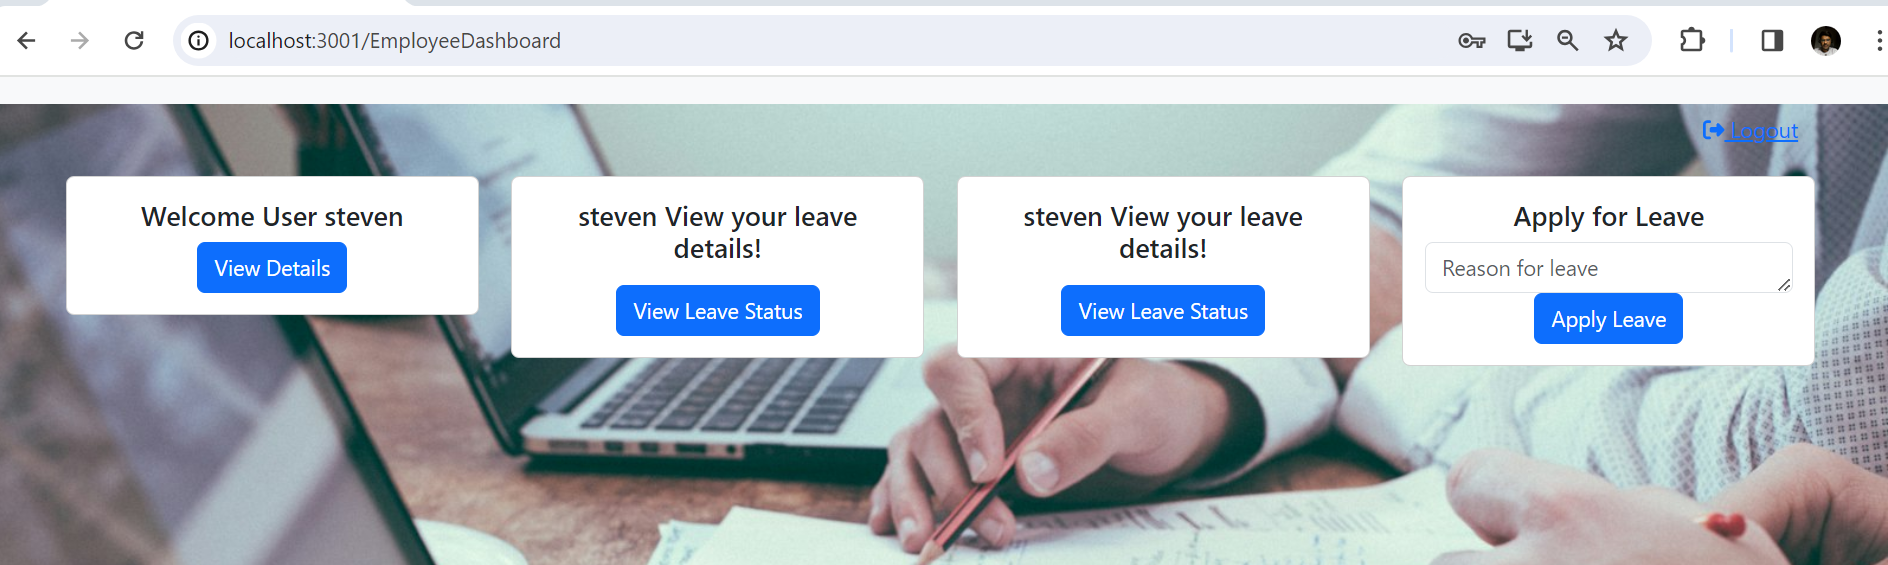 localhost:3001/EmployeeDashboard
Logout
Welcome User steven
View Details
steven View your leave
details!
View Leave Status
steven View your leave
details!
View Leave Status
Apply for Leave
Reason for leave
Apply Leave